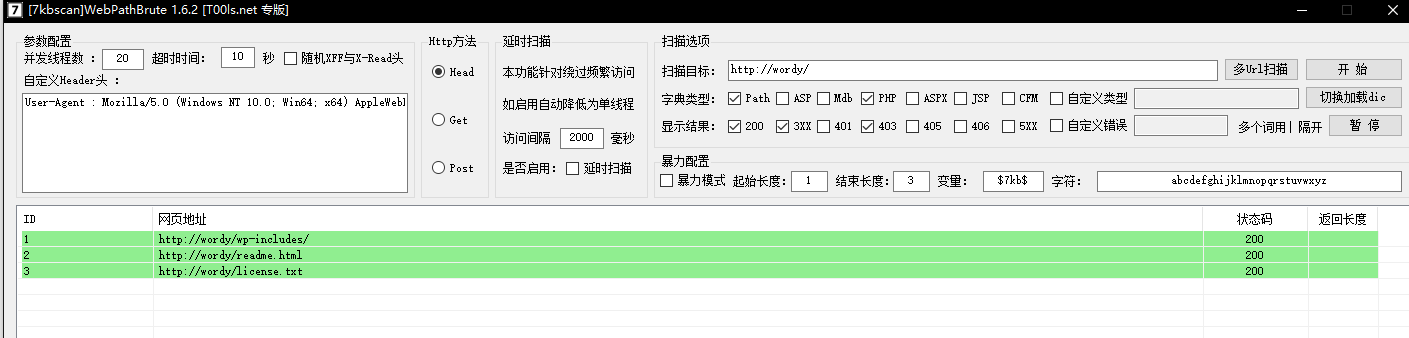 7 [7kbscan]WebPathBrute 1.6.2 [T00ls.net 专版]
参数配置
并发线程数 : 20 超时时间: 10 秒 随机XFF与X-Read头
自定义Header头 :
User-Agent : Mozilla/5.0 (Windows NT 10.0; Win64; x64) AppleWebl
Http方法
Head
Get
Post
延时扫描
本功能针对绕过频繁访问
如启用自动降低为单线程
访问间隔 2000 毫秒
是否启用: 延时扫描
扫描选项
扫描目标: http://wordy/ 多Url扫描 开 始
字典类型: Path ASP Mdb PHP ASPX JSP CFM 自定义类型 切换加载dic
显示结果: 200 3XX 401 403 405 406 5XX 自定义错误 多个词用| 隔开 暂 停
暴力配置
暴力模式 起始长度: 1 结束长度: 3 变量: $7kb$ 字符: abcdefghijklmnopqrstuvwxyz
ID 网页地址 状态码 返回长度
1 http://wordy/wp-includes/ 200
2 http://wordy/readme.html 200
3 http://wordy/license.txt 200